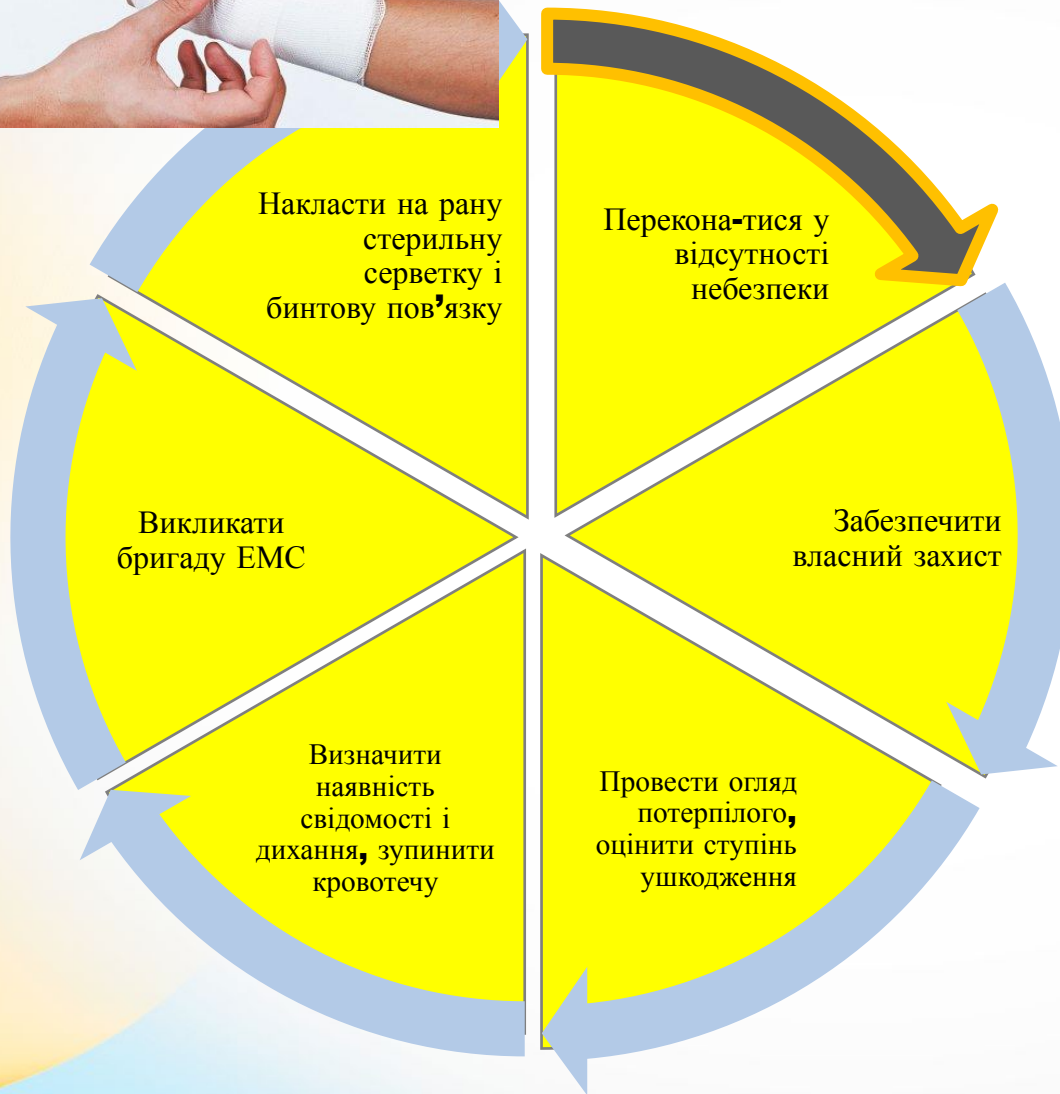 Перекона-тися у
відсутності
небезпеки
Забезпечити
власний захист
Провести огляд
потерпілого,
оцінити ступінь
ушкодження
Визначити
наявність
свідомості і
дихання, зупинити
кровотечу
Викликати
бригаду ЕМС
Накласти на рану
стерильну
серветку і
бинтову пов’язку